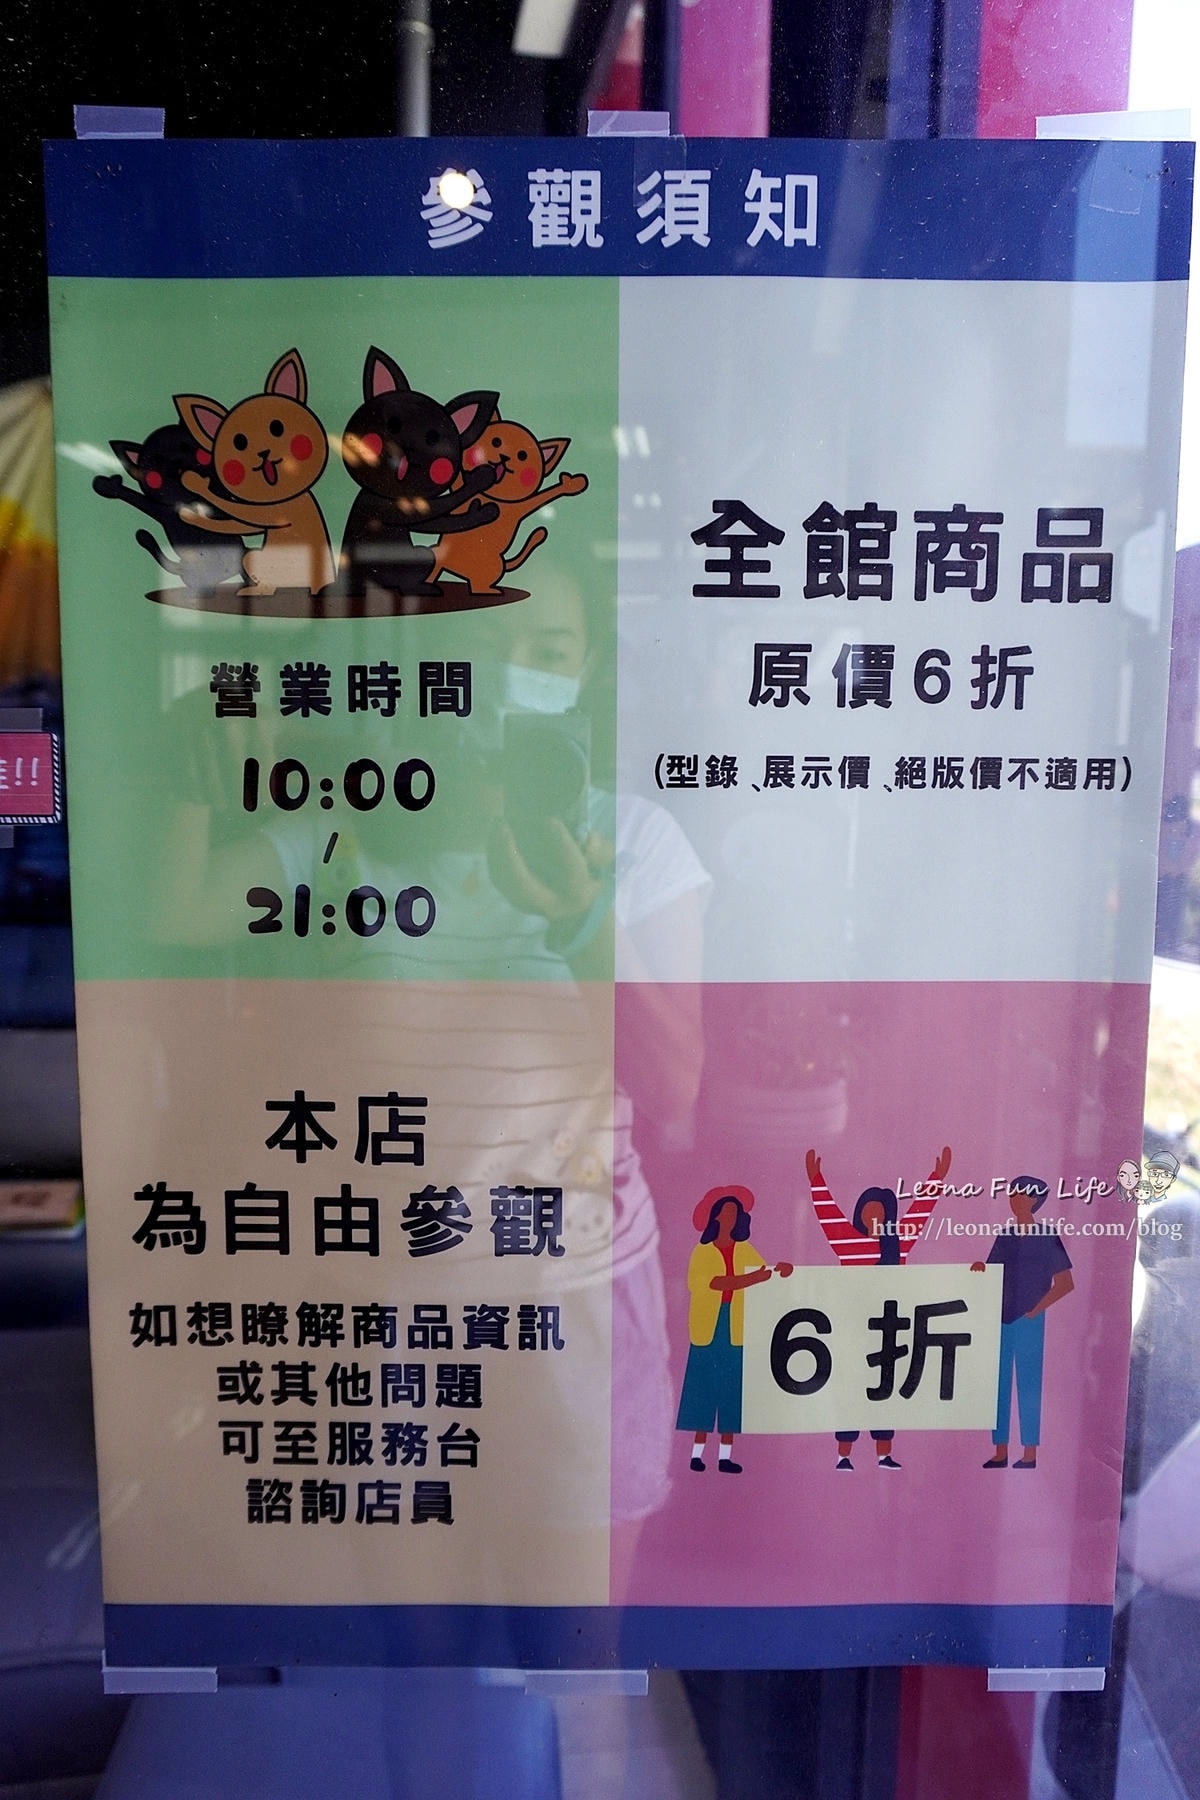 參觀須知
營業時間
10:00
/
21:00
全館商品
原價6折
(型錄、展示價、絕版價不適用)
本店
為自由參觀
如想瞭解商品資訊
或其他問題
可至服務台
諮詢店員
6折
!!
Leona Fun Life
http://leonafunlife.com/blog